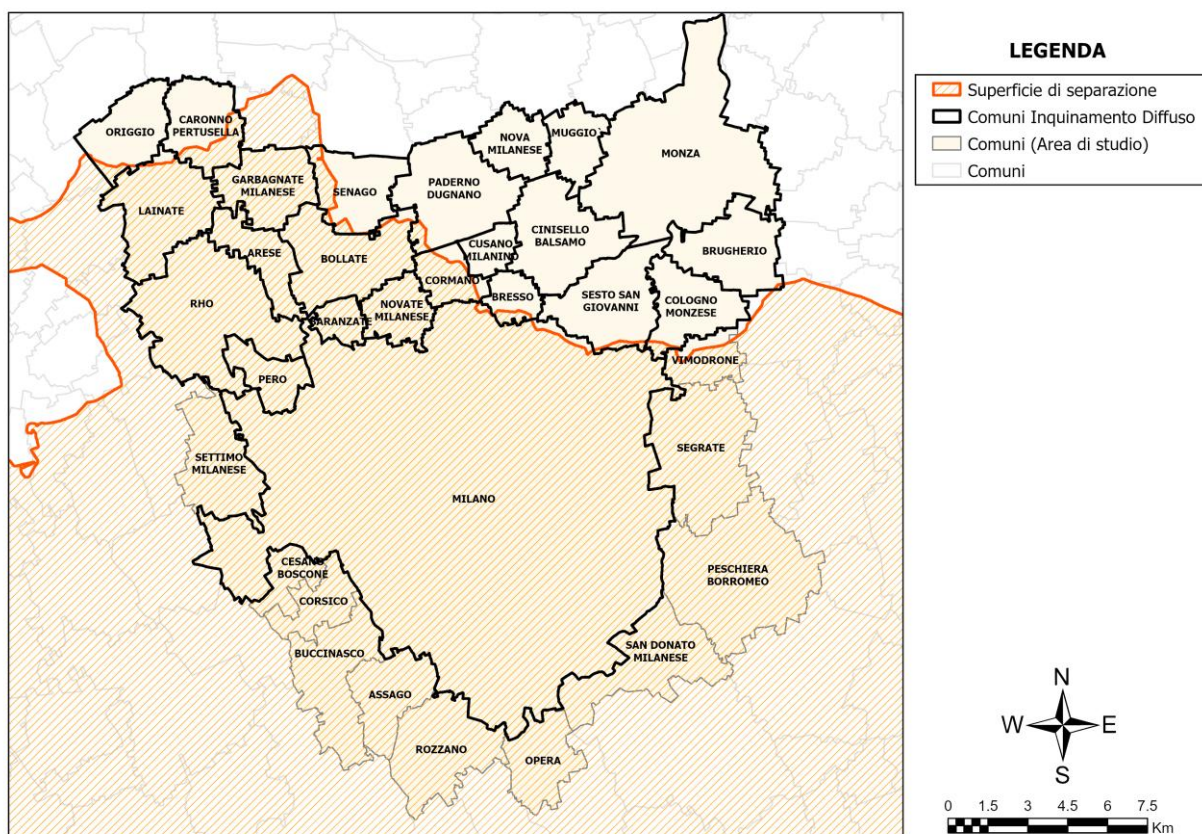 LEGENDA
Superficie di separazione
Comuni Inquinamento Diffuso
Comuni (Area di studio)
Comuni
ORIGGIO
CARONNO
PERTUSELLA
NOVA
MILANESE
MUGGIO'
MONZA
GARBAGNATE
MILANESE
SENAGO
PADERNO
DUGNANO
LAINATE
CINISELLO
BALSAMO
CUSANO
MILANINO
BRUGHERIO
ARESE
BOLLATE
CORMANO
RHO
BRESSO
SESTO SAN
GIOVANNI
COLOGNO
MONZESE
BARANZATE
NOVATE
MILANESE
VIMODRONE
PERO
SEGRATE
SETTIMO
MILANESE
MILANO
CESANO
BOSCONE
PESCHIERA
BORROMEO
CORSICO
BUCCINASCO
SAN DONATO
MILANESE
ASSAGO
ROZZANO
OPERA
N
W E
S
0 1.5 3 4.5 6 7.5
Km